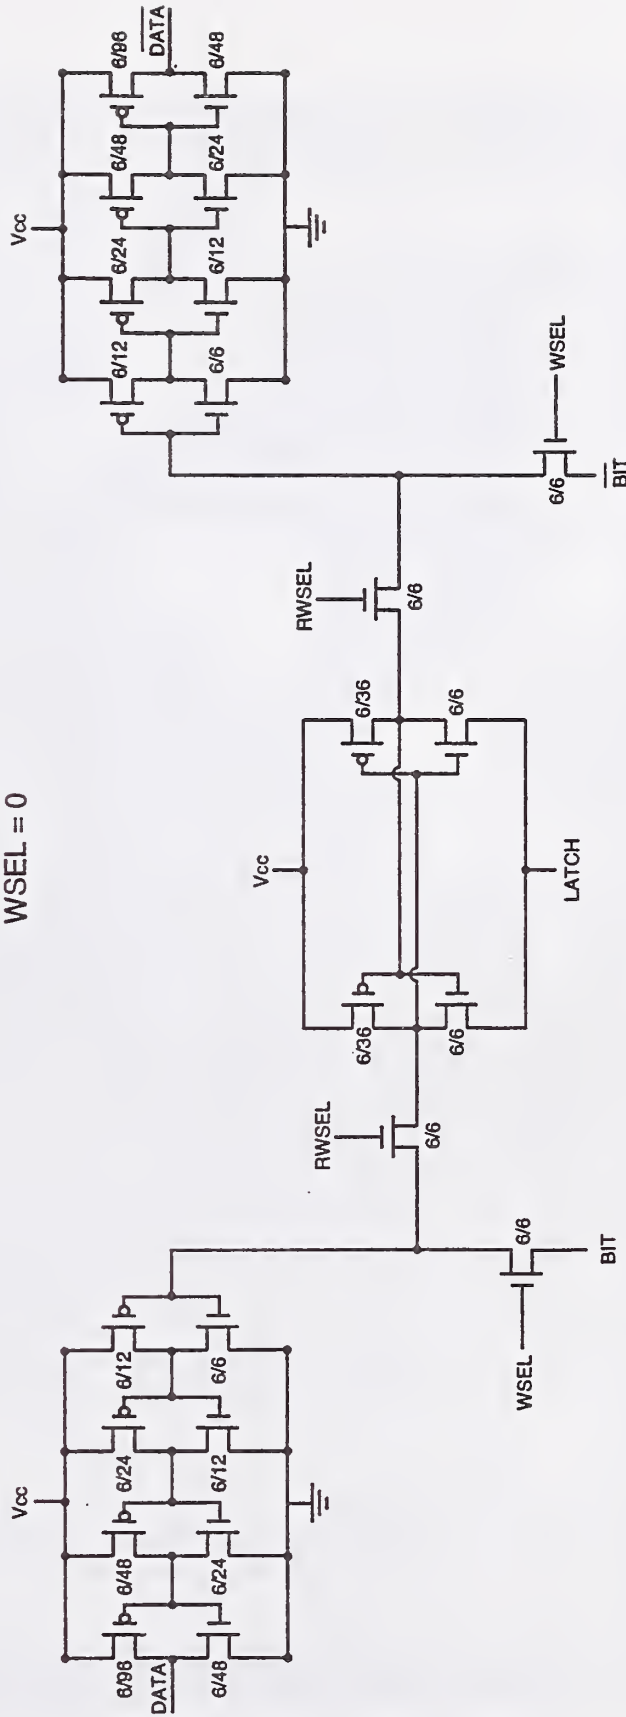 WSEL = 0
Vcc
6/96
6/48
6/24
6/12
DATA
6/48
6/24
6/12
6/6
WSEL
6/6
BIT
RWSEL
6/6
Vcc
6/36
6/36
6/6
6/6
LATCH
RWSEL
6/6
Vcc
6/12
6/24
6/48
6/96
DATA
6/6
6/12
6/24
6/48
WSEL
6/6
BIT